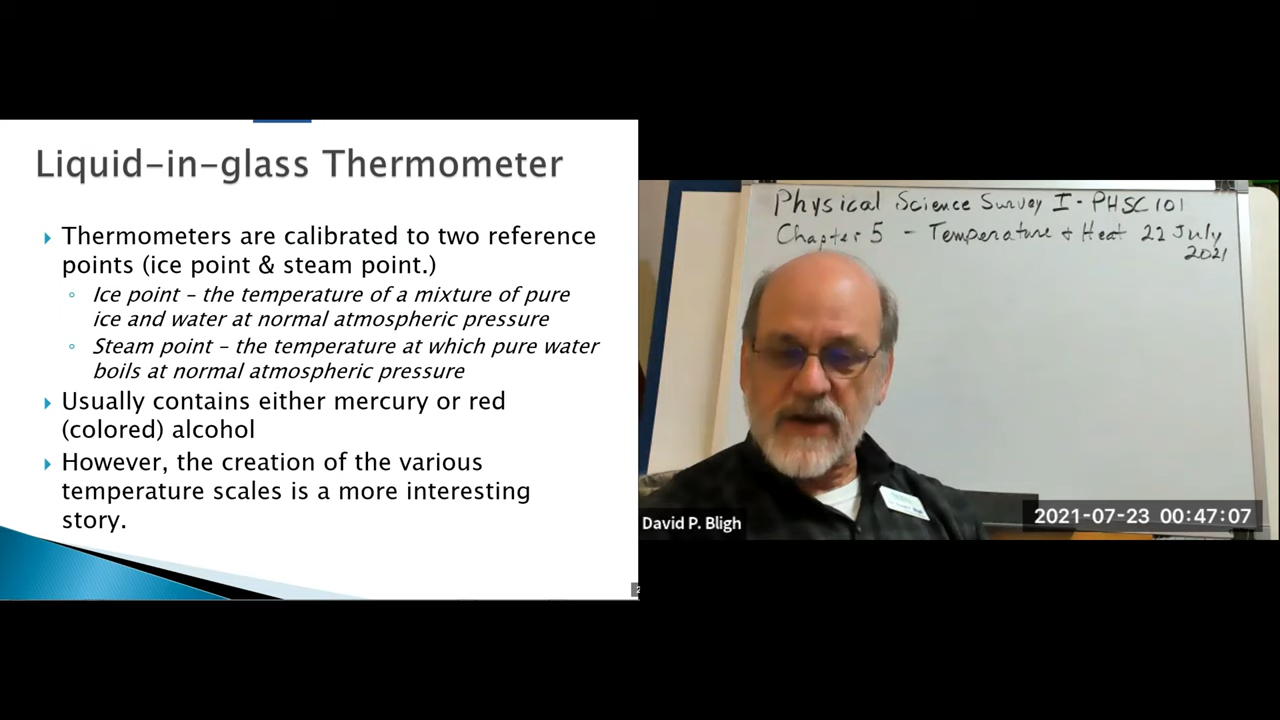 Liquid-in-glass Thermometer
Thermometers are calibrated to two reference
points (ice point & steam point.)
Ice point – the temperature of a mixture of pure
ice and water at normal atmospheric pressure
Steam point – the temperature at which pure water
boils at normal atmospheric pressure
Usually contains either mercury or red
(colored) alcohol
However, the creation of the various
temperature scales is a more interesting
story.
Physical Science Survey I - PHSC 101
Chapter 5 - Temperature & Heat 22 July
2021
David P. Bligh
2021-07-23 00:47:07